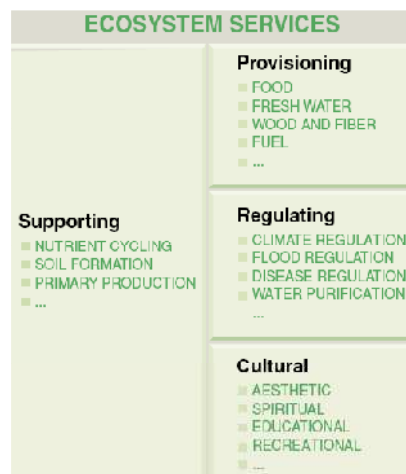 ECOSYSTEM SERVICES
Supporting
NUTRIENT CYCLING
SOIL FORMATION
PRIMARY PRODUCTION
...
Provisioning
FOOD
FRESH WATER
WOOD AND FIBER
FUEL
...
Regulating
CLIMATE REGULATION
FLOOD REGULATION
DISEASE REGULATION
WATER PURIFICATION
...
Cultural
AESTHETIC
SPIRITUAL
EDUCATIONAL
RECREATIONAL
...